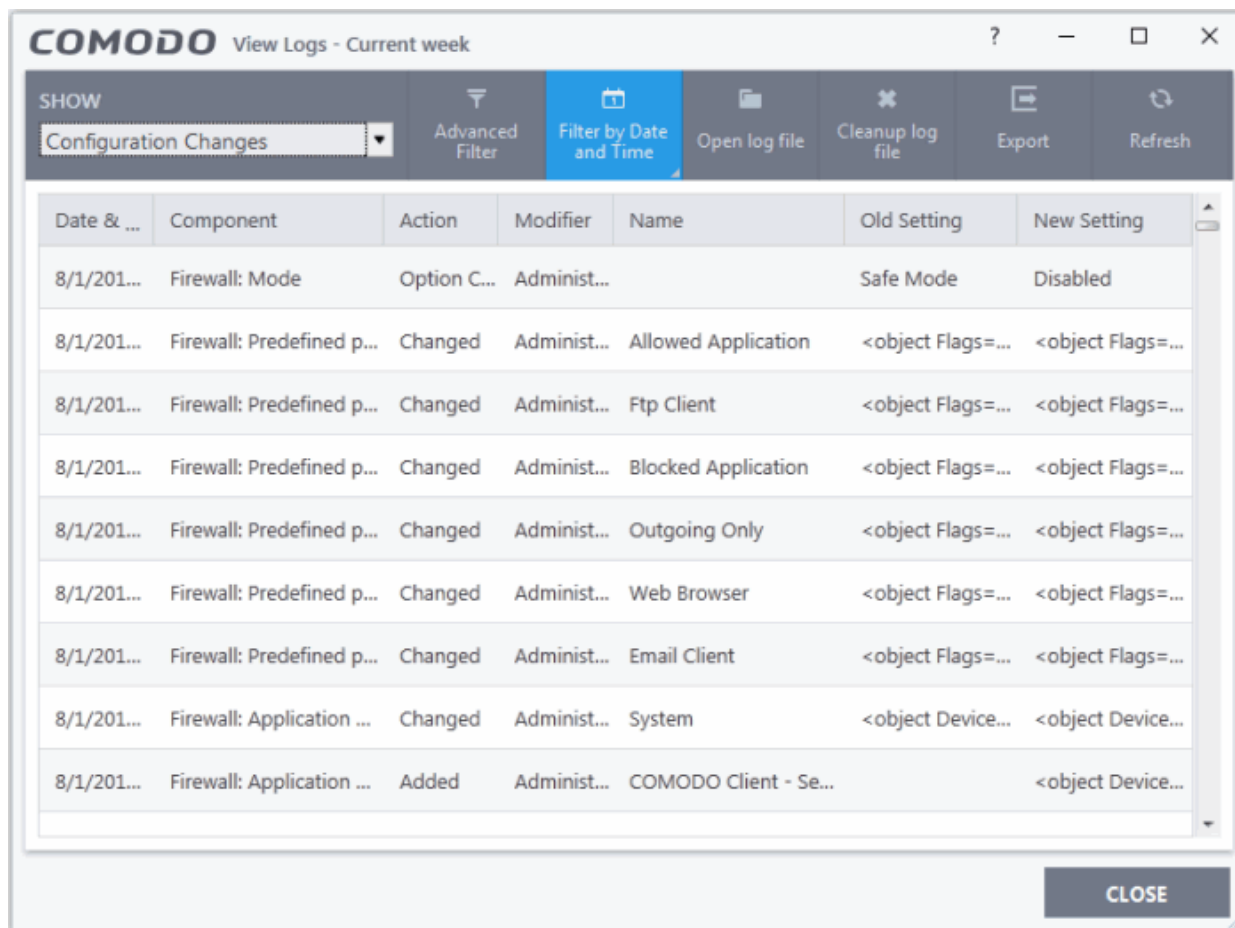 COMODO View Logs - Current week
?
SHOW
Configuration Changes
Advanced
Filter
1
Filter by Date
and Time
Open log file
Cleanup log
file
Export
Refresh
Date & ... Component Action Modifier Name Old Setting New Setting
8/1/201... Firewall: Mode Option C... Administ... Safe Mode Disabled
8/1/201... Firewall: Predefined p... Changed Administ... Allowed Application <object Flags=... <object Flags=...
8/1/201... Firewall: Predefined p... Changed Administ... Ftp Client <object Flags=... <object Flags=...
8/1/201... Firewall: Predefined p... Changed Administ... Blocked Application <object Flags=... <object Flags=...
8/1/201... Firewall: Predefined p... Changed Administ... Outgoing Only <object Flags=... <object Flags=...
8/1/201... Firewall: Predefined p... Changed Administ... Web Browser <object Flags=... <object Flags=...
8/1/201... Firewall: Predefined p... Changed Administ... Email Client <object Flags=... <object Flags=...
8/1/201... Firewall: Application ... Changed Administ... System <object Device... <object Device...
8/1/201... Firewall: Application ... Added Administ... COMODO Client - Se... <object Device...
CLOSE